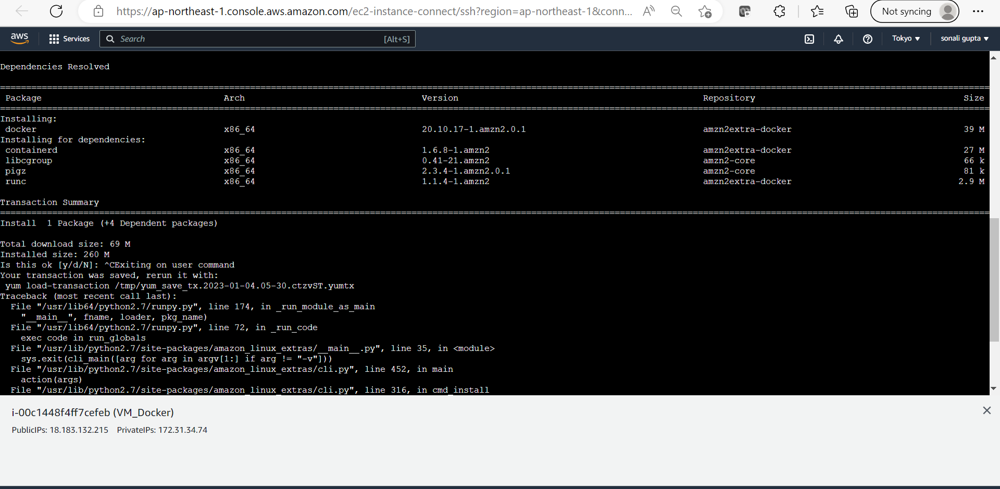 https://ap-northeast-1.console.aws.amazon.com/ec2-instance-connect/ssh?region=ap-northeast-1&conn... A Not syncing
aws Services Search [Alt+S] Tokyo sonali gupta
Dependencies Resolved
Package Arch Version Repository Size
Installing:
docker x86_64 20.10.17-1.amzn2.0.1 amzn2extra-docker 39 M
Installing for dependencies:
containerd x86_64 1.6.8-1.amzn2 amzn2extra-docker 27 M
libcgroup x86_64 0.41-21.amzn2 amzn2-core 66 k
pigz x86_64 2.3.4-1.amzn2.0.1 amzn2-core 81 k
runc x86_64 1.1.4-1.amzn2 amzn2extra-docker 2.9 M
Transaction Summary
Install 1 Package (+4 Dependent packages)
Total download size: 69 M
Installed size: 260 M
Is this ok [y/d/N]: ^CExiting on user command
Your transaction was saved, rerun it with:
yum load-transaction /tmp/yum_save_tx.2023-01-04.05-30.ctzvST.yumtx
Traceback (most recent call last):
File "/usr/lib64/python2.7/runpy.py", line 174, in _run_module_as_main
"__main__", fname, loader, pkg_name)
File "/usr/lib64/python2.7/runpy.py", line 72, in _run_code
exec code in run_globals
File "/usr/lib/python2.7/site-packages/amazon_linux_extras/__main__.py", line 35, in <module>
sys.exit(cli_main([arg for arg in argv[1:] if arg != "-v"]))
File "/usr/lib/python2.7/site-packages/amazon_linux_extras/cli.py", line 452, in main
action(args)
File "/usr/lib/python2.7/site-packages/amazon_linux_extras/cli.py", line 316, in cmd_install
i-00c1448f4ff7cefeb (VM_Docker)
PublicIPs: 18.183.132.215 PrivateIPs: 172.31.34.74